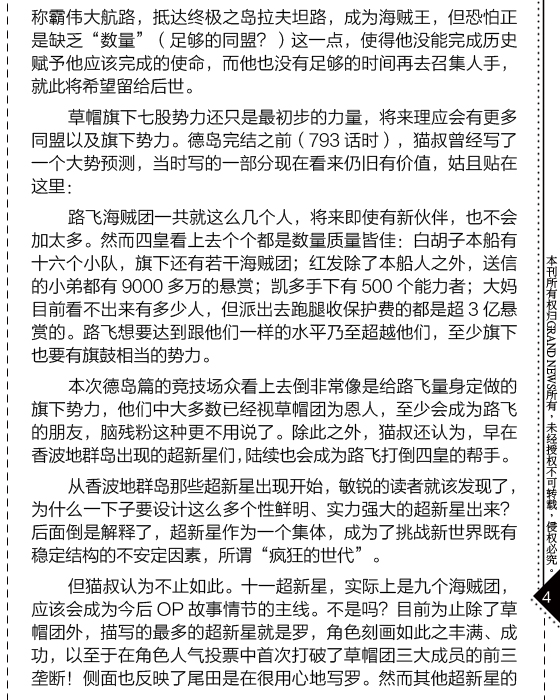 称霸伟大航路，抵达终极之岛拉夫坦路，成为海贼王，但恐怕正
是缺乏“数量”（足够的同盟？）这一点，使得他没能完成历史
赋予他应该完成的使命，而他也没有足够的时间再去召集人手，
就此将希望留给后世。
草帽旗下七股势力还只是最初步的力量，将来理应会有更多
同盟以及旗下势力。德岛完结之前（793 话时），猫叔曾经写了
一个大势预测，当时写的一部分现在看来仍旧有价值，姑且贴在
这里：
路飞海贼团一共就这么几个人，将来即使有新伙伴，也不会
加太多。然而四皇看上去个个都是数量质量皆佳：白胡子本船有
十六个小队，旗下还有若干海贼团；红发除了本船人之外，送信
的小弟都有 9000 多万的悬赏；凯多手下有 500 个能力者；大妈
目前看不出来有多少人，但派出去跑腿收保护费的都是超 3 亿悬
赏的。路飞想要达到跟他们一样的水平乃至超越他们，至少旗下
也要有旗鼓相当的势力。
本次德岛篇的竞技场众看上去倒非常像是给路飞量身定做的
旗下势力，他们中大多数已经视草帽团为恩人，至少会成为路飞
的朋友，脑残粉这种更不用说了。除此之外，猫叔还认为，早在
香波地群岛出现的超新星们，陆续也会成为路飞打倒四皇的帮手。
从香波地群岛那些超新星出现开始，敏锐的读者就该发现了，
为什么一下子要设计这么多个性鲜明、实力强大的超新星出来？
后面倒是解释了，超新星作为一个集体，成为了挑战新世界既有
稳定结构的不安定因素，所谓“疯狂的世代”。
但猫叔认为不止如此。十一超新星，实际上是九个海贼团，
应该会成为今后 OP 故事情节的主线。不是吗？目前为止除了草
帽团外，描写的最多的超新星就是罗，角色刻画如此之丰满、成
功，以至于在角色人气投票中首次打破了草帽团三大成员的前三
垄断！侧面也反映了尾田是在很用心地写罗。然而其他超新星的
本刊所有权归GRAND NEWS所有，未经授权不可转载，侵权必究。
4